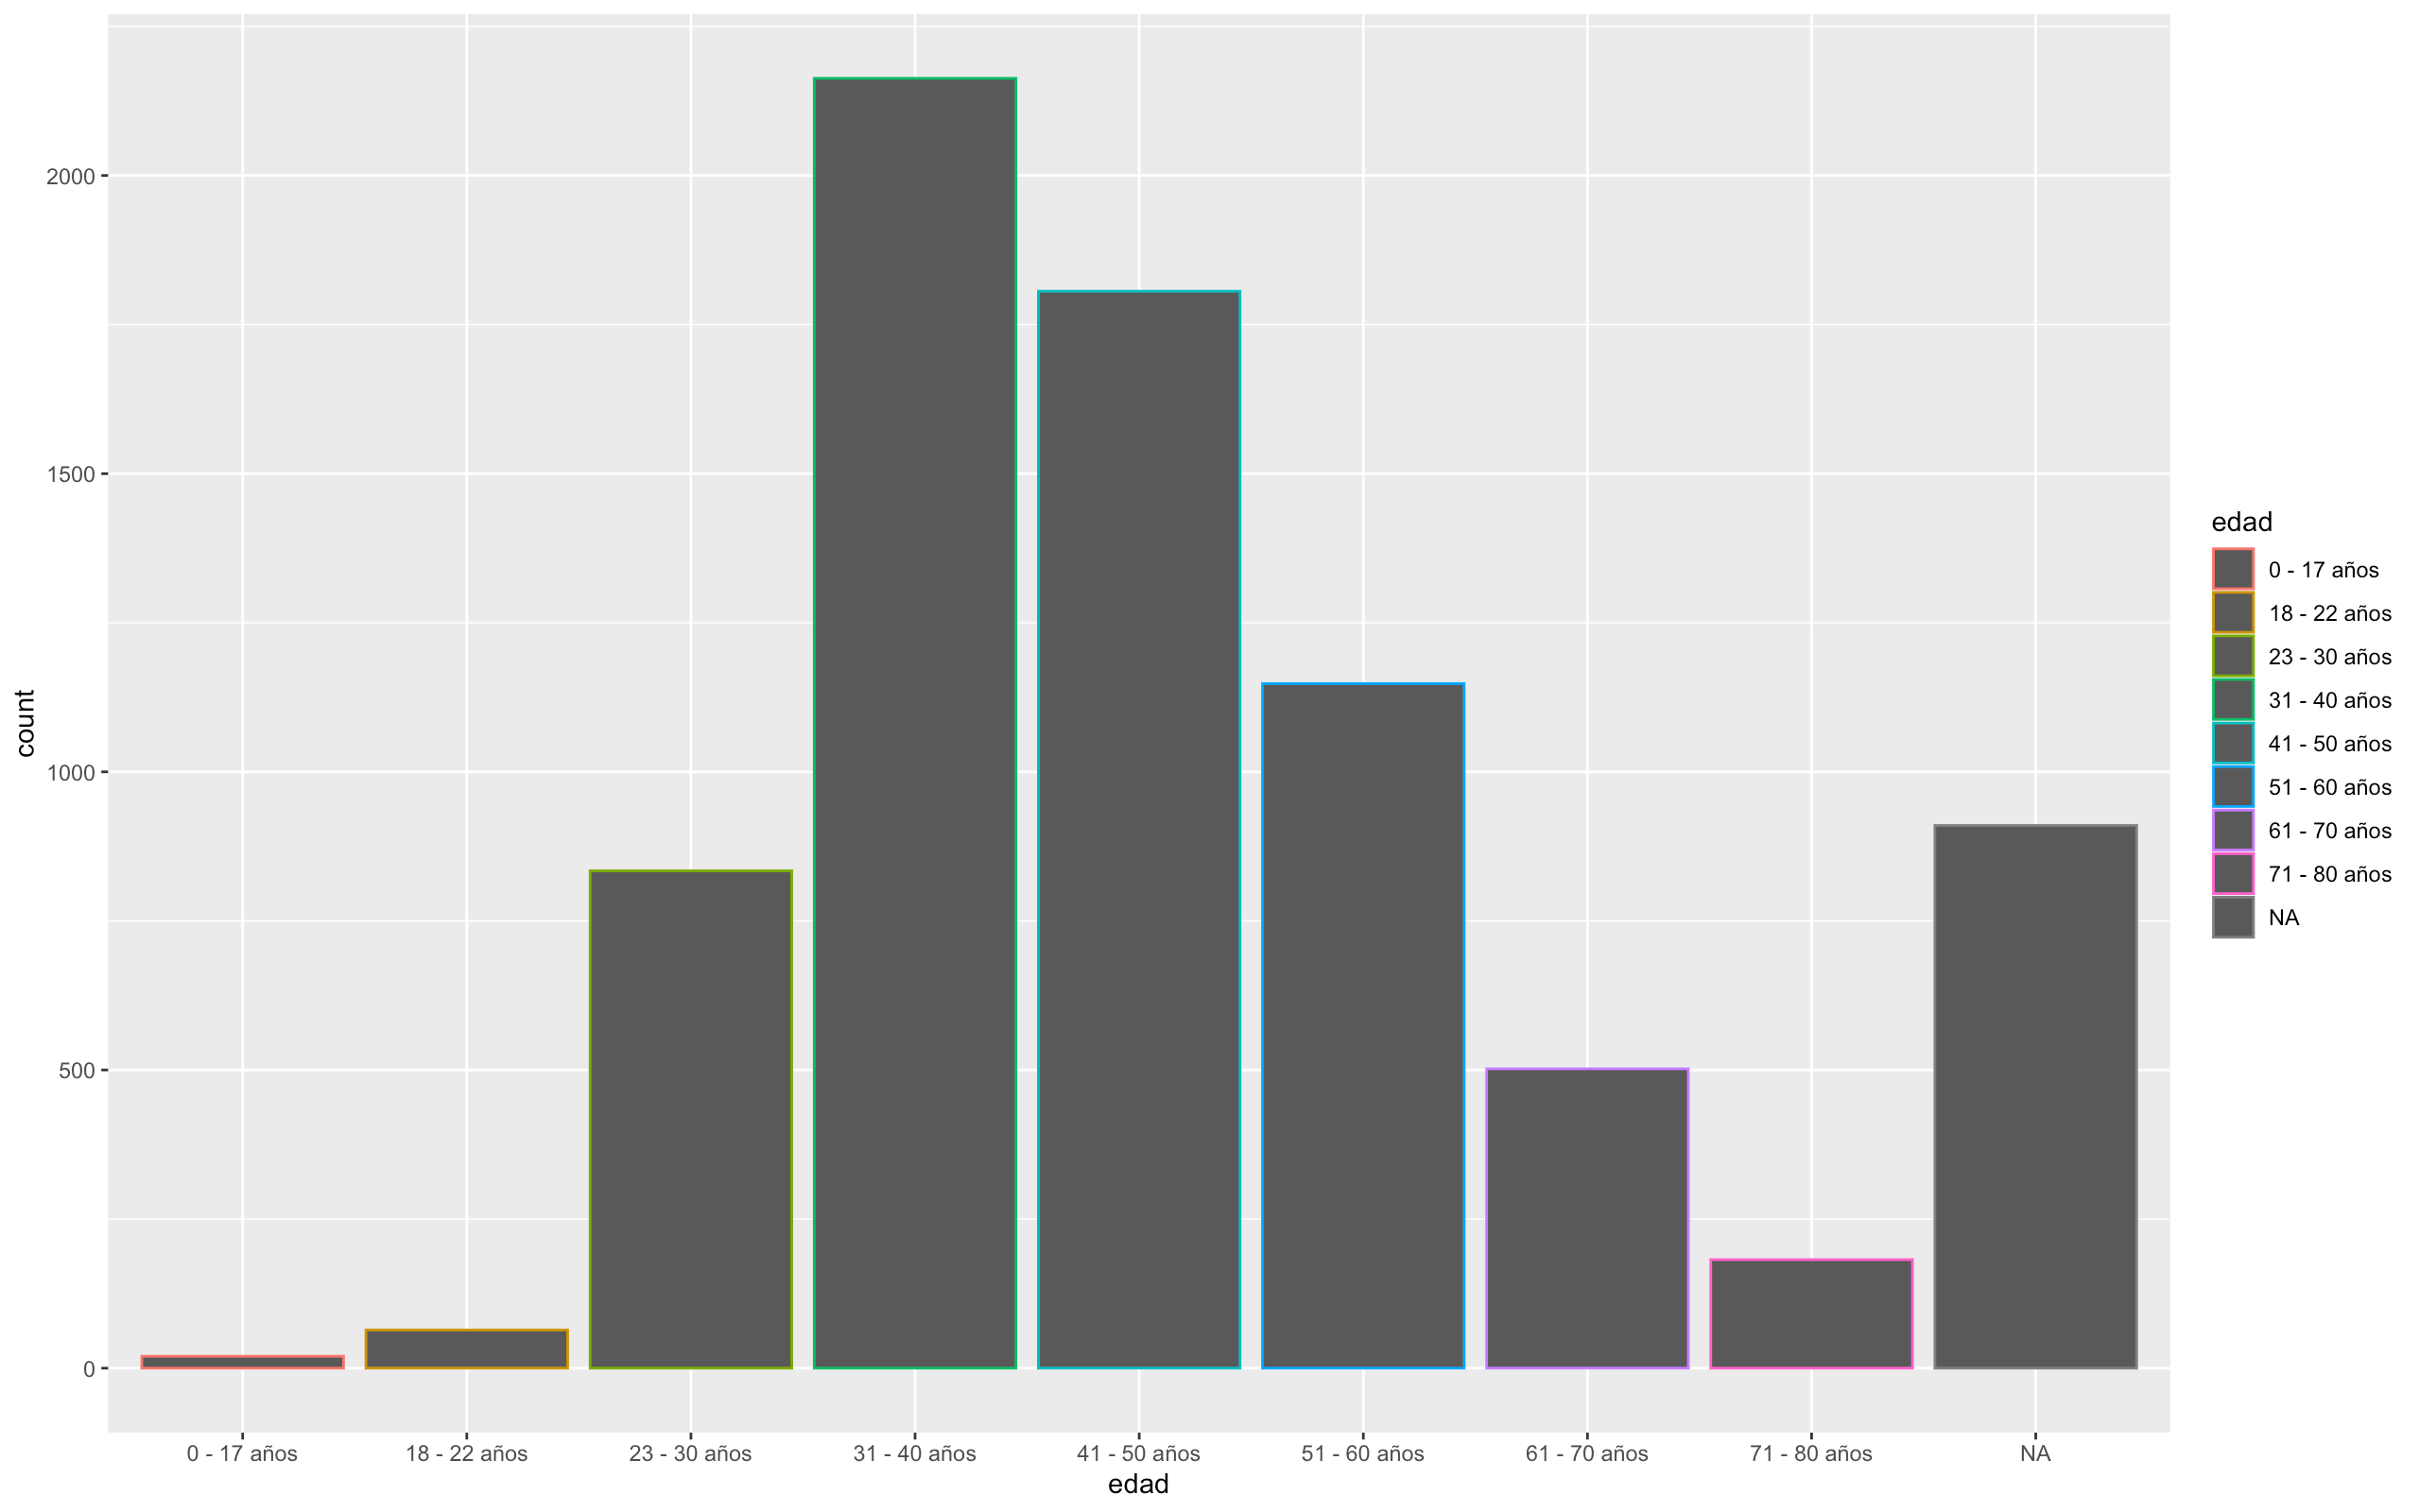 count
2000
1500
1000
500
0
0 - 17 años
18 - 22 años
23 - 30 años
31 - 40 años
41 - 50 años
51 - 60 años
61 - 70 años
71 - 80 años
NA
edad
edad
0 - 17 años
18 - 22 años
23 - 30 años
31 - 40 años
41 - 50 años
51 - 60 años
61 - 70 años
71 - 80 años
NA